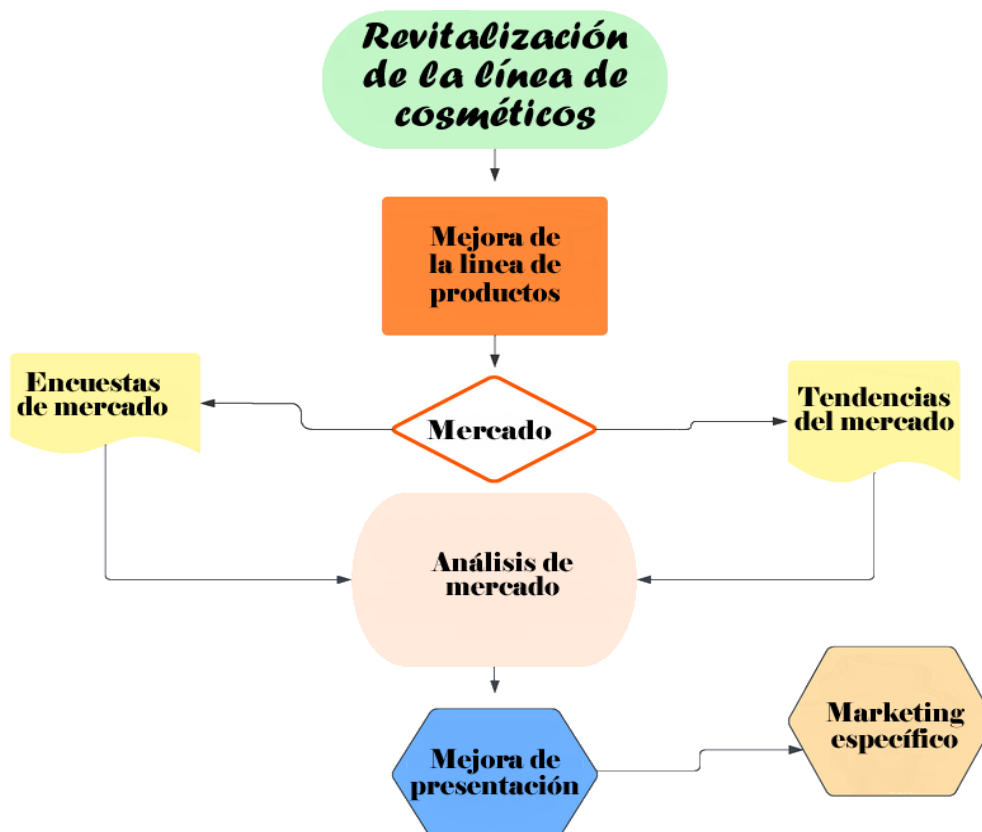 Revitalización
de la línea de
cosméticos
Mejora de
la linea de
productos
Encuestas
de mercado
Mercado
Tendencias
del mercado
Análisis de
mercado
Mejora de
presentación
Marketing
específico